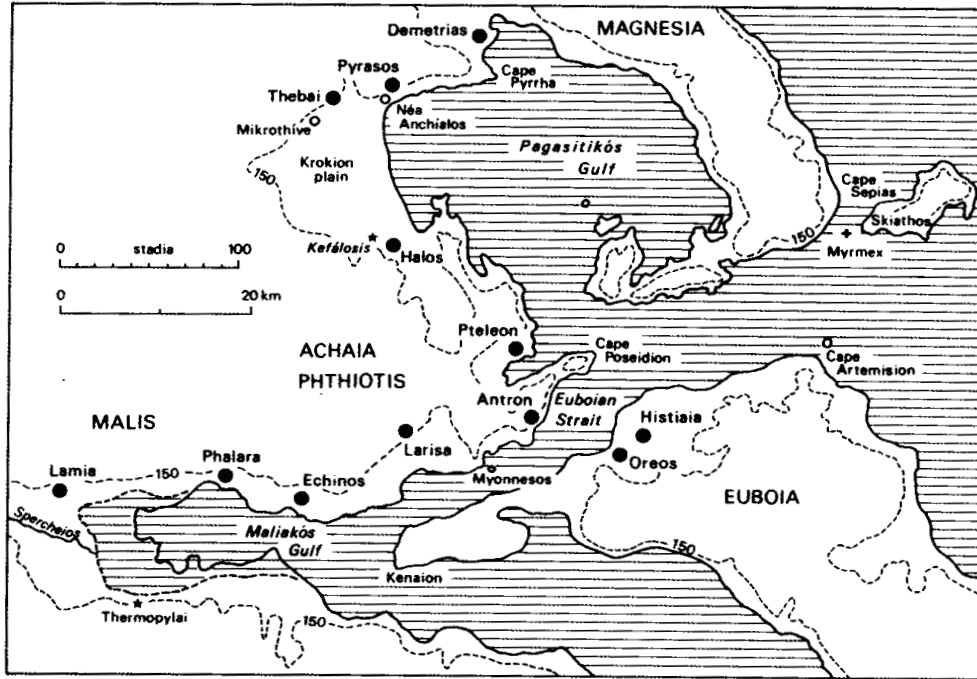 Demetrias
MAGNESIA
Pyrasos
Cape
Pyrrha
Thebai
Néa
Anchíalos
Mikrothíve
Pagasitikós
Gulf
Krokion
plain
150
Cape
Sepias
Skiathos
150
Myrmex
Kefálosis
Halos
0 stadia 100
0 20 km
Pteleon
Cape
Poseidion
Cape
Artemision
ACHAIA
PHTHIOTIS
Antron
Euboian
Strait
Histiaia
MALIS
Larisa
Oreos
Phalara
Lamia
150
Echinos
Myonnesos
EUBOIA
Spercheios
Maliakós
Gulf
150
Kenaion
Thermopylai
150